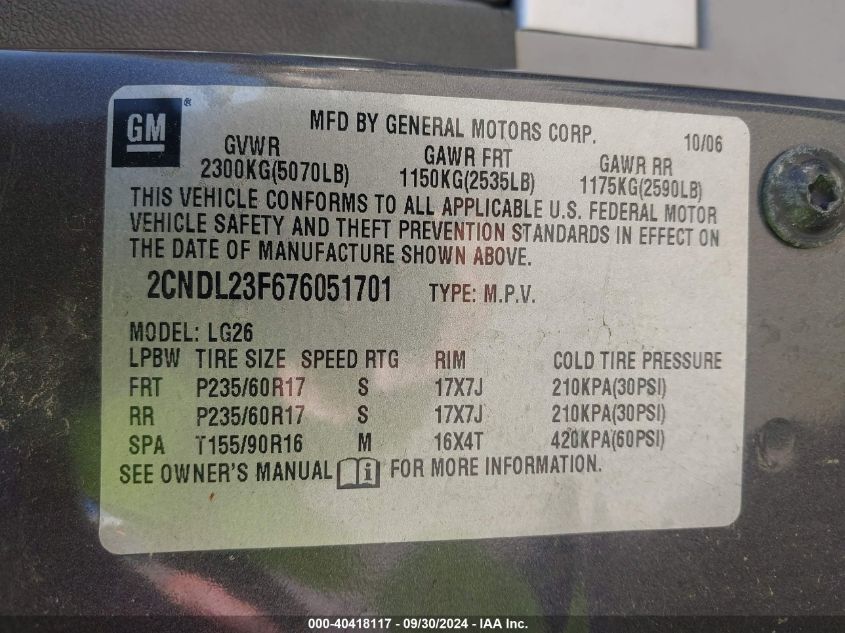 GM ®
MFD BY GENERAL MOTORS CORP. 10/06
GVWR GAWR FRT GAWR RR
2300KG(5070LB) 1150KG(2535LB) 1175KG(2590LB)
THIS VEHICLE CONFORMS TO ALL APPLICABLE U.S. FEDERAL MOTOR
VEHICLE SAFETY AND THEFT PREVENTION STANDARDS IN EFFECT ON
THE DATE OF MANUFACTURE SHOWN ABOVE.
2CNDL23F676051701 TYPE: M.P.V.
MODEL: LG26
LPBW TIRE SIZE SPEED RTG RIM COLD TIRE PRESSURE
FRT P235/60R17 S 17X7J 210KPA(30PSI)
RR P235/60R17 S 17X7J 210KPA(30PSI)
SPA T155/90R16 M 16X4T 420KPA(60PSI)
SEE OWNER'S MANUAL i FOR MORE INFORMATION.
000-40418117 - 09/30/2024 - IAA Inc.